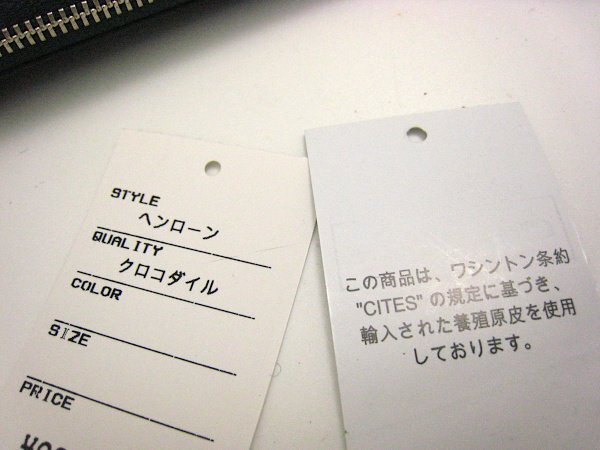 STYLE
ヘンローン
QUALITY
クロコダイル
COLOR
SIZE
PRICE
この商品は、ワシントン条約
"CITES" の規定に基づき、
輸入された養殖原皮を使用
しております。